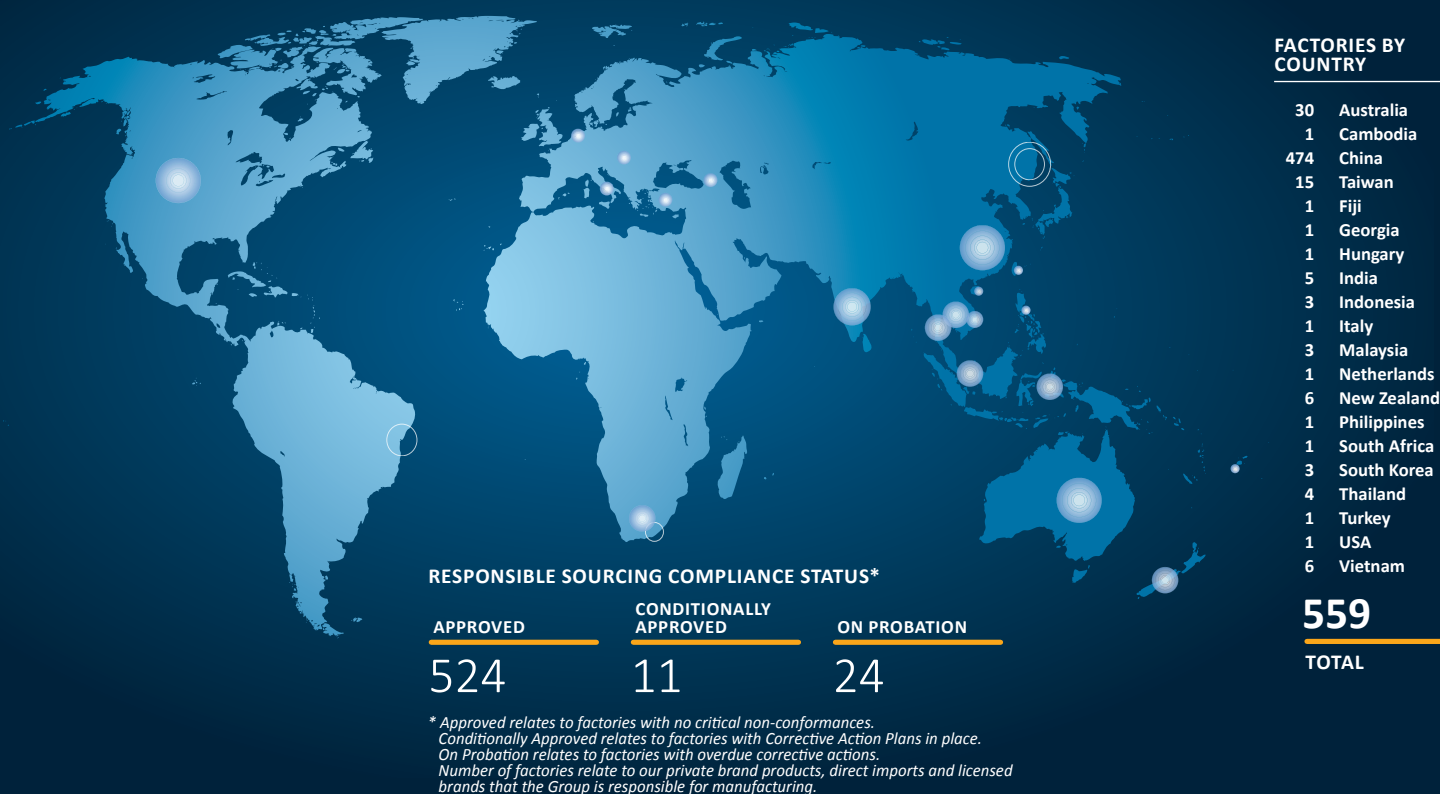 FACTORIES BY
COUNTRY
30 Australia
1 Cambodia
474 China
15 Taiwan
1 Fiji
1 Georgia
1 Hungary
5 India
3 Indonesia
1 Italy
3 Malaysia
1 Netherlands
6 New Zealand
1 Philippines
1 South Africa
3 South Korea
4 Thailand
1 Turkey
1 USA
6 Vietnam
559
TOTAL
RESPONSIBLE SOURCING COMPLIANCE STATUS*
APPROVED
524
CONDITIONALLY
APPROVED
11
ON PROBATION
24
* Approved relates to factories with no critical non-conformances.
Conditionally Approved relates to factories with Corrective Action Plans in place.
On Probation relates to factories with overdue corrective actions.
Number of factories relate to our private brand products, direct imports and licensed
brands that the Group is responsible for manufacturing.